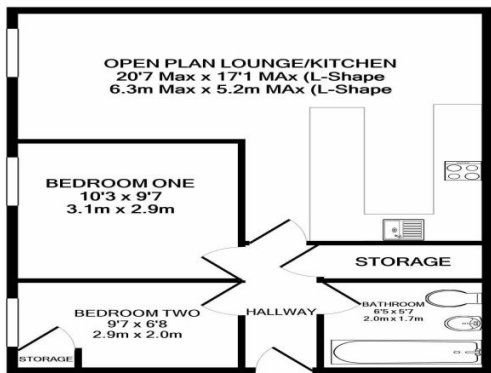 OPEN PLAN LOUNGE/KITCHEN
20'7 Max x 17'1 MAx (L-Shape
6.3m Max x 5.2m MAx (L-Shape
BEDROOM ONE
10'3 x 9'7
3.1m x 2.9m
STORAGE
BEDROOM TWO
9'7 x 6'8
2.9m x 2.0m
HALLWAY
BATHROOM
6'5 x 5'7
2.0m x 1.7m
STORAGE